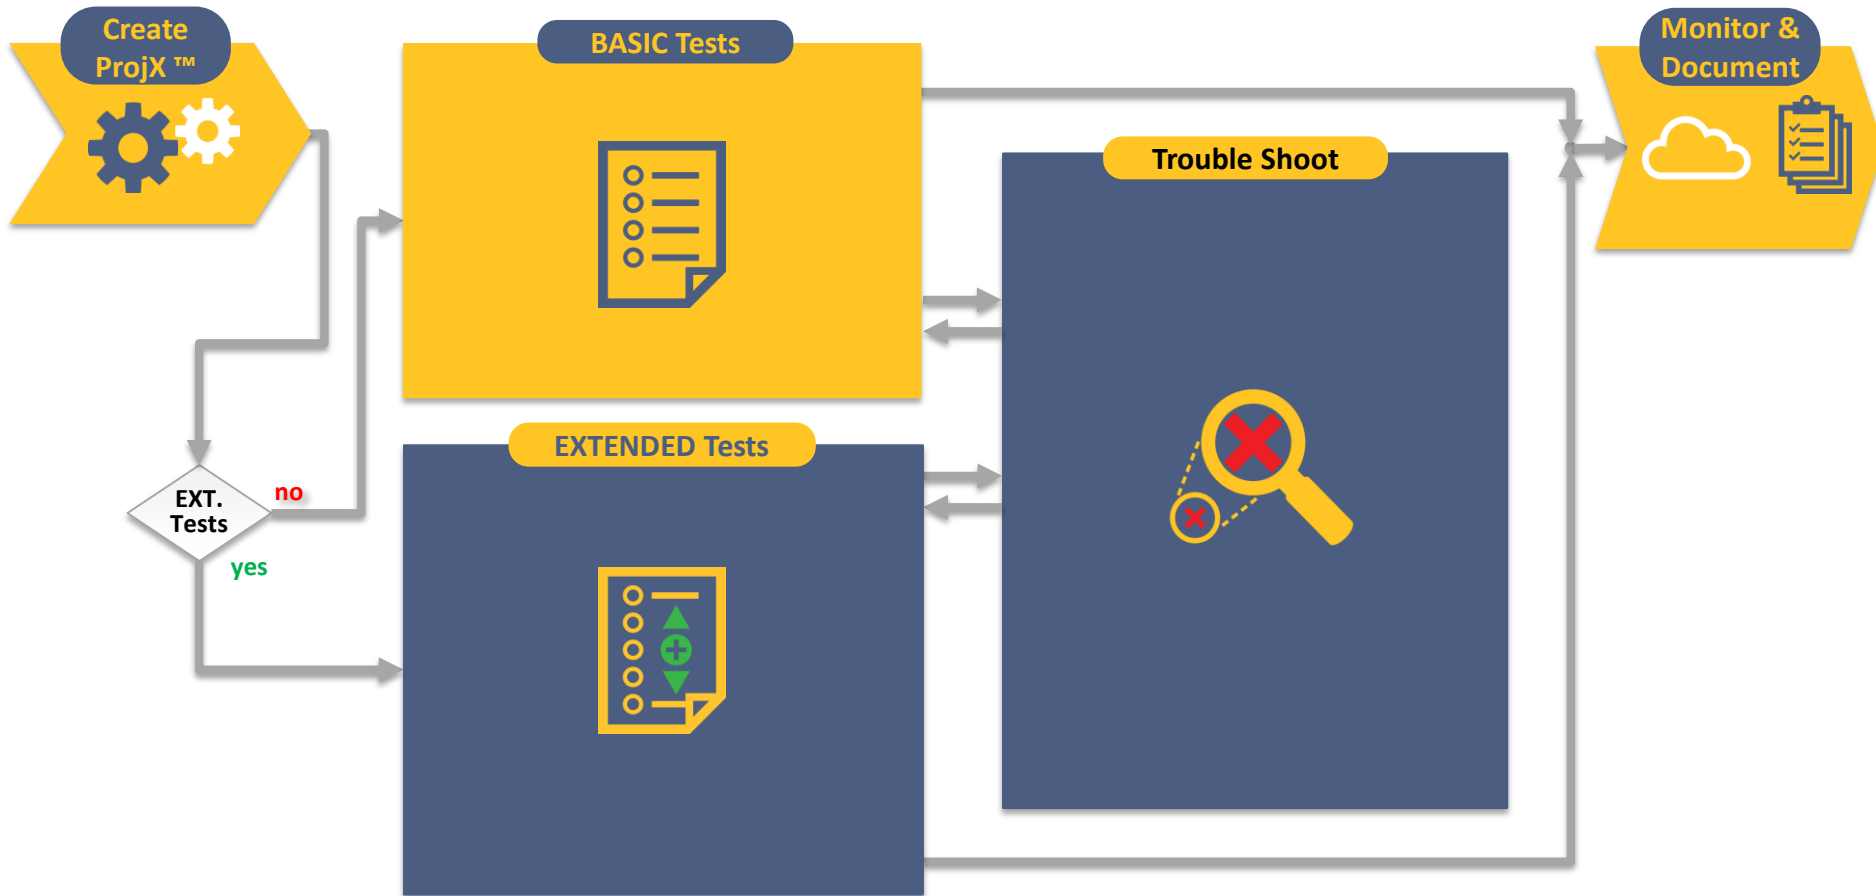 Create
ProjX ™
BASIC Tests
Monitor &
Document
Trouble Shoot
EXTENDED Tests
EXT.
Tests
no
yes